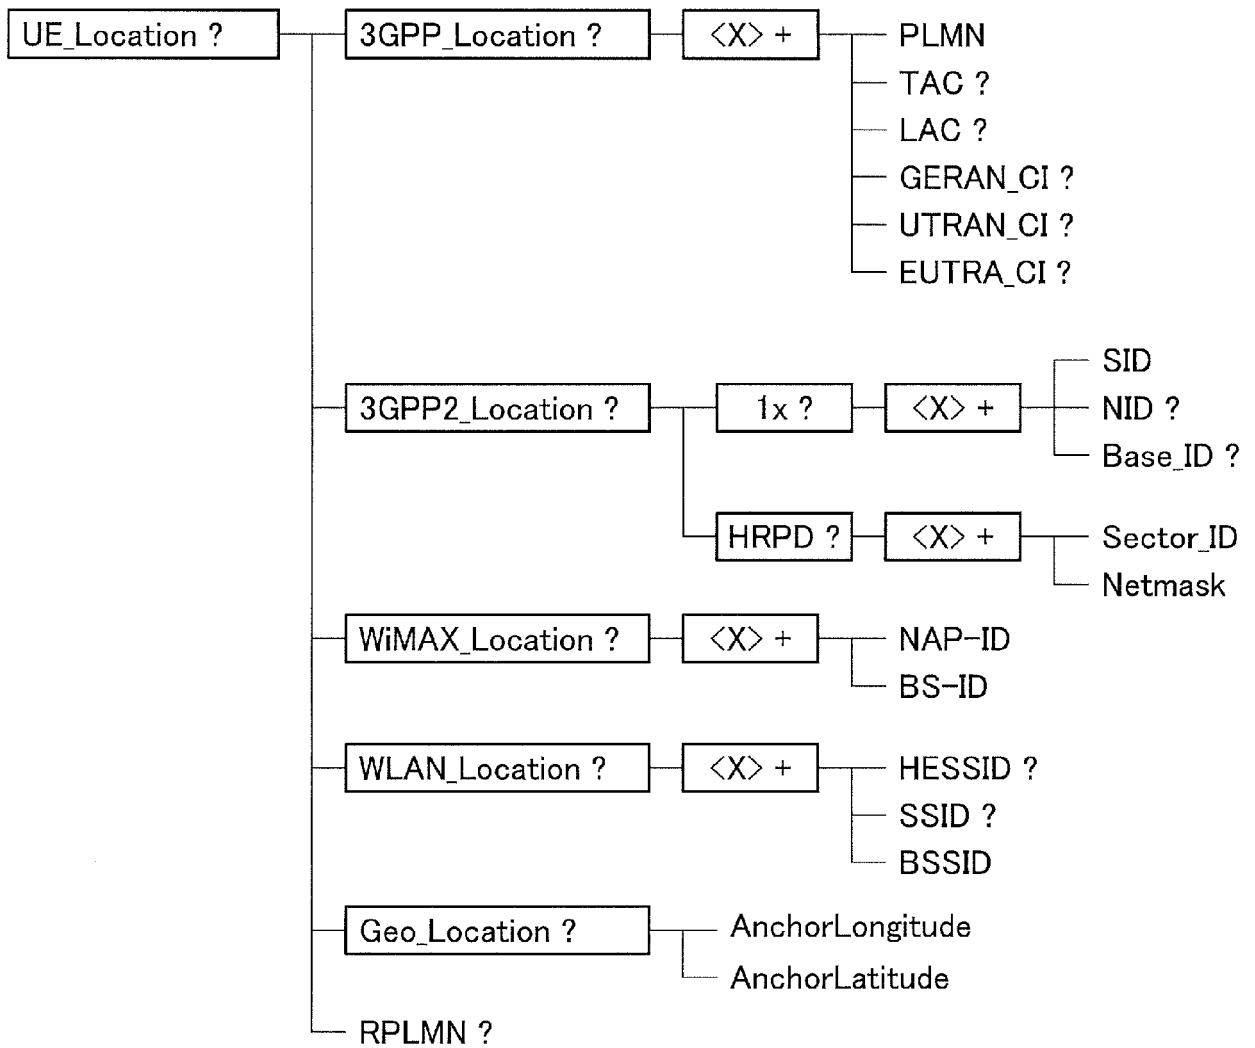 UE_Location ?
3GPP_Location ?
<X> +
PLMN
TAC ?
LAC ?
GERAN_CI ?
UTRAN_CI ?
EUTRA_CI ?
3GPP2_Location ?
1x ?
<X> +
SID
NID ?
Base_ID ?
HRPD ?
<X> +
Sector_ID
Netmask
WiMAX_Location ?
<X> +
NAP-ID
BS-ID
WLAN_Location ?
<X> +
HESSID ?
SSID ?
BSSID
Geo_Location ?
AnchorLongitude
AnchorLatitude
RPLMN ?